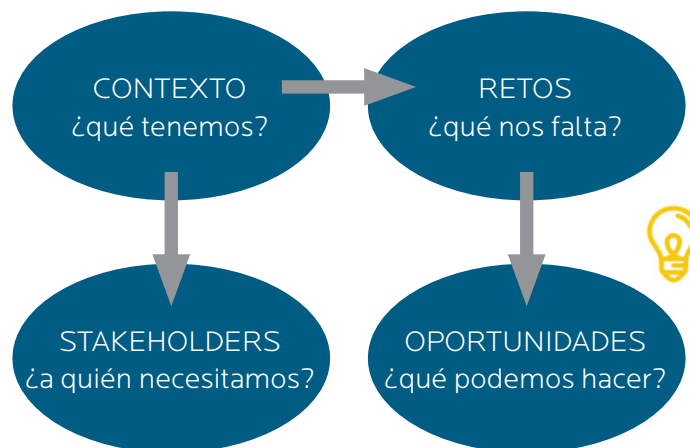 CONTEXTO
¿qué tenemos?
RETOS
¿qué nos falta?
STAKEHOLDERS
¿a quién necesitamos?
OPORTUNIDADES
¿qué podemos hacer?